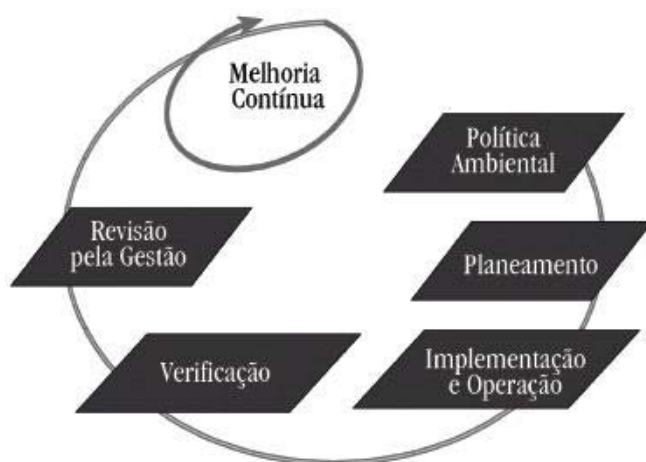 Melhoria
Contínua
Política
Ambiental
Planeamento
Implementação
e Operação
Verificação
Revisão
pela Gestão